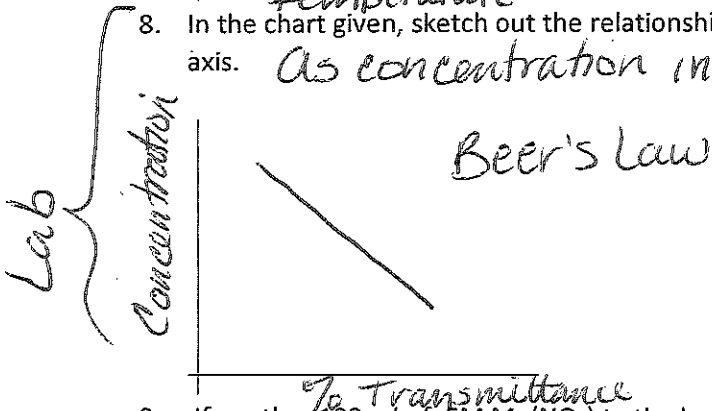 temperature
8. In the chart given, sketch out the relationshi
axis. As concentration in
Beer's Law
Lab
Concentration
% Transmittance